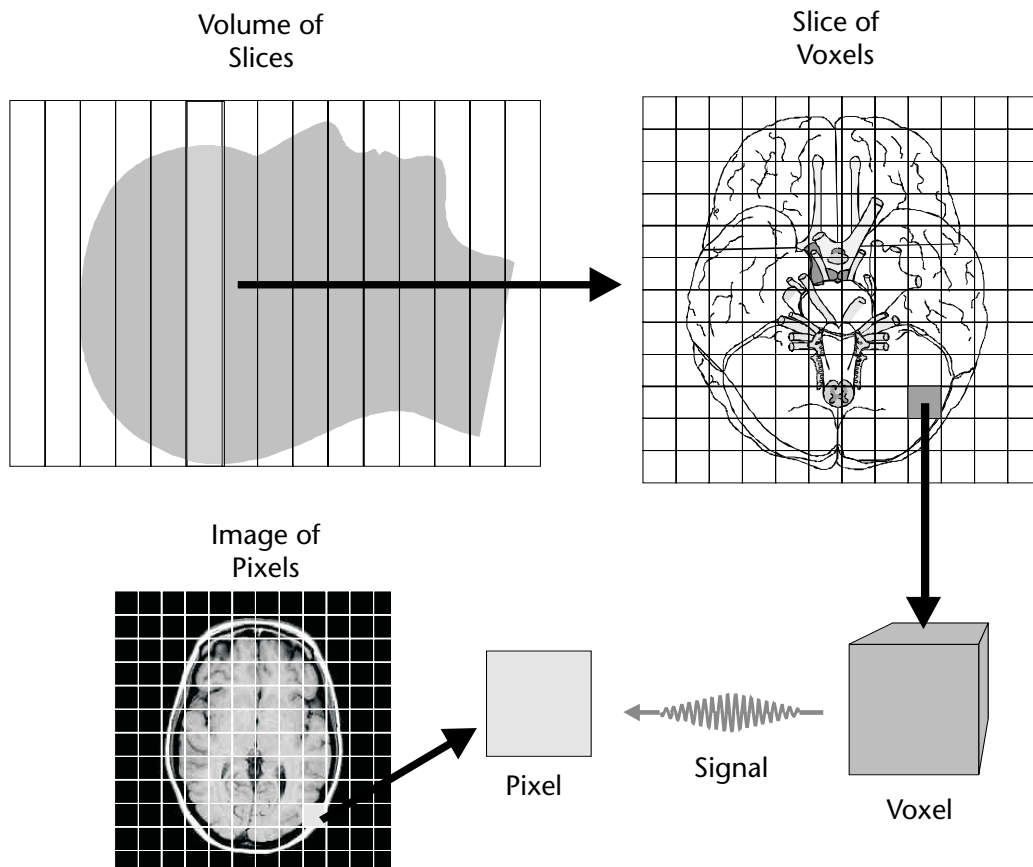 Volume of
Slices
Slice of
Voxels
Image of
Pixels
Pixel
Signal
Voxel